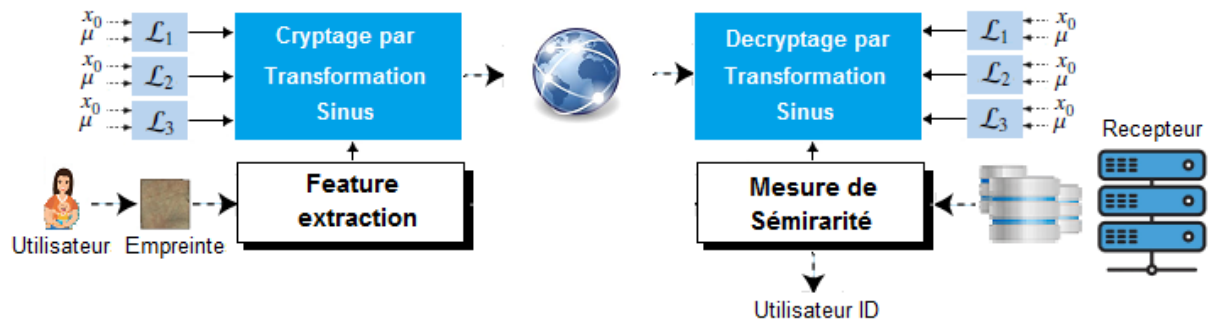 x₀
μ
ℒ₁
x₀
μ
ℒ₂
x₀
μ
ℒ₃
Cryptage par
Transformation
Sinus
Decryptage par
Transformation
Sinus
ℒ₁
x₀
μ
ℒ₂
x₀
μ
ℒ₃
x₀
μ
Recepteur
Feature
extraction
Mesure de
Sémirarité
Utilisateur
Empreinte
Utilisateur ID